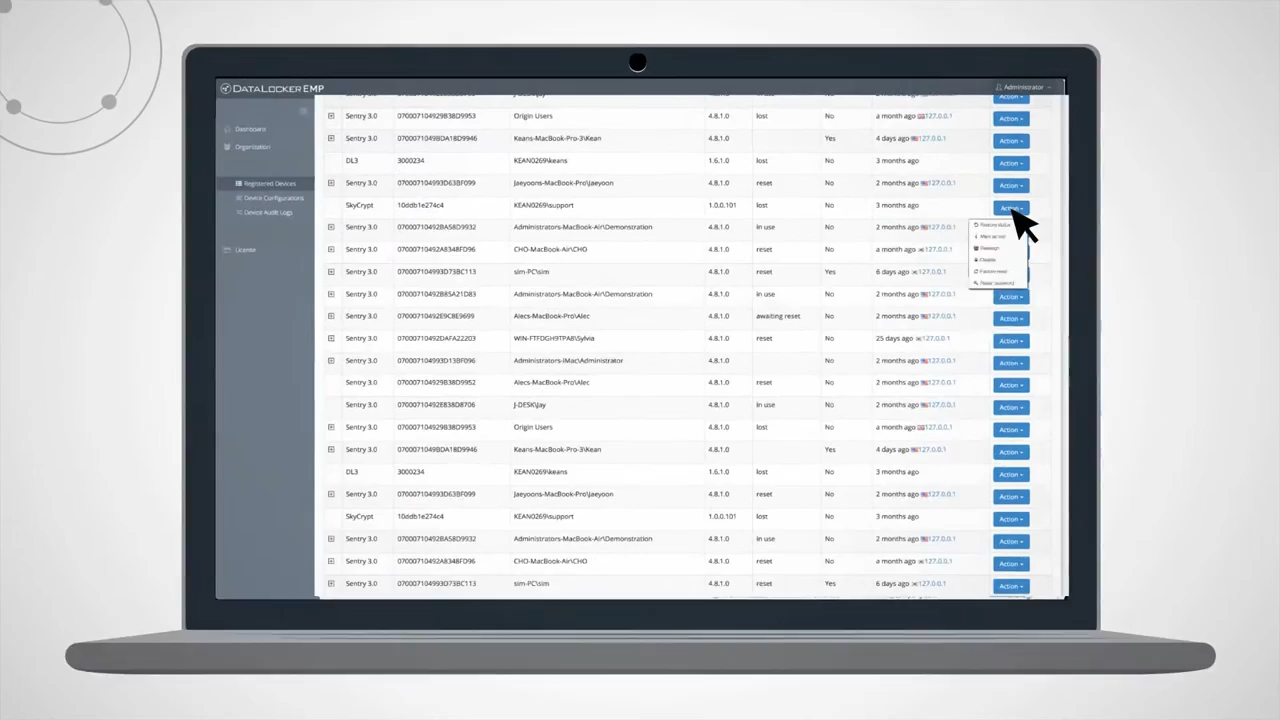 DATALOCKER EMP
Administrator
Dashboard
Organization
Registered Devices
Device Configurations
Device Audit Logs
License
Action
Sentry 3.0 070007104929B38D9953 Origin Users 4.8.1.0 lost No a month ago 127.0.0.1 Action
Sentry 3.0 070007104 9BDA18D9946 Keans-MacBook-Pro-3\Kean 4.8.1.0 Yes 4 days ago 127.0.0.1 Action
DL3 3000234 KEAN0269\keans 1.6.1.0 lost No 3 months ago Action
Sentry 3.0 070007104993D63BF099 Jaeyoons-MacBook-Pro\Jaeyoon 4.8.1.0 reset No 2 months ago 127.0.0.1 Action
SkyCrypt 10ddb1e274c4 KEAN0269\support 1.0.0.101 lost No 3 months ago Action
Sentry 3.0 07000710492BA58D9932 Administrators-MacBook-Air\Demonstration 4.8.1.0 in use No 2 months ago 127.0.0.1
Sentry 3.0 07000710492A8348FD96 CHO-MacBook-Air\CHO 4.8.1.0 reset No a month ago 127.0.0.1
Sentry 3.0 070007104993D73BC113 sim-PC\sim 4.8.1.0 reset Yes 6 days ago 127.0.0.1
Disable
Factory reset
Reset password
Sentry 3.0 07000710492B85A21D83 Administrators-MacBook-Air\Demonstration 4.8.1.0 in use No 2 months ago 127.0.0.1 Action
Sentry 3.0 07000710492E9C8E9699 Alecs-MacBook-Pro\Alec 4.8.1.0 awaiting reset No 2 months ago 127.0.0.1 Action
Sentry 3.0 07000710492DAFA22203 WIN-FTFDGH9TPAB\Sylvia 4.8.1.0 reset No 25 days ago 127.0.0.1 Action
Sentry 3.0 070007104993D13BF096 Administrators-iMac\Administrator 4.8.1.0 No 2 months ago 127.0.0.1 Action
Sentry 3.0 07000710492 9B38D9952 Alecs-MacBook-Pro\Alec 4.8.1.0 reset No 2 months ago 127.0.0.1 Action
Sentry 3.0 07000710492E838D8706 J-DESK\Jay 4.8.1.0 in use No 2 months ago 127.0.0.1 Action
Sentry 3.0 070007104929B38D9953 Origin Users 4.8.1.0 lost No a month ago 127.0.0.1 Action
Sentry 3.0 070007104 9BDA18D9946 Keans-MacBook-Pro-3\Kean 4.8.1.0 Yes 4 days ago 127.0.0.1 Action
DL3 3000234 KEAN0269\keans 1.6.1.0 lost No 3 months ago Action
Sentry 3.0 070007104993D63BF099 Jaeyoons-MacBook-Pro\Jaeyoon 4.8.1.0 reset No 2 months ago 127.0.0.1 Action
SkyCrypt 10ddb1e274c4 KEAN0269\support 1.0.0.101 lost No 3 months ago Action
Sentry 3.0 07000710492BA58D9932 Administrators-MacBook-Air\Demonstration 4.8.1.0 in use No 2 months ago 127.0.0.1 Action
Sentry 3.0 07000710492A8348FD96 CHO-MacBook-Air\CHO 4.8.1.0 reset No a month ago 127.0.0.1 Action
Sentry 3.0 070007104993D73BC113 sim-PC\sim 4.8.1.0 reset Yes 6 days ago 127.0.0.1 Action